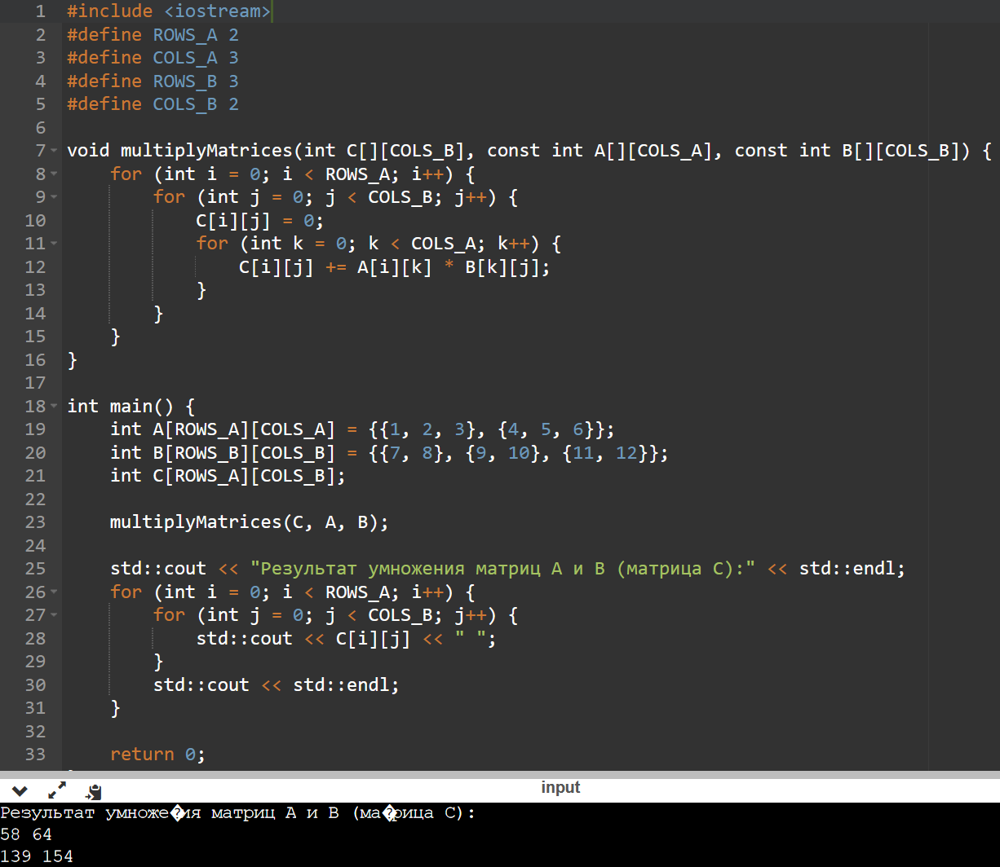 1 #include <iostream>
2 #define ROWS_A 2
3 #define COLS_A 3
4 #define ROWS_B 3
5 #define COLS_B 2
6
7 void multiplyMatrices(int C[][COLS_B], const int A[][COLS_A], const int B[][COLS_B]) {
8     for (int i = 0; i < ROWS_A; i++) {
9         for (int j = 0; j < COLS_B; j++) {
10             C[i][j] = 0;
11             for (int k = 0; k < COLS_A; k++) {
12                 C[i][j] += A[i][k] * B[k][j];
13             }
14         }
15     }
16 }
17
18 int main() {
19     int A[ROWS_A][COLS_A] = {{1, 2, 3}, {4, 5, 6}};
20     int B[ROWS_B][COLS_B] = {{7, 8}, {9, 10}, {11, 12}};
21     int C[ROWS_A][COLS_B];
22
23     multiplyMatrices(C, A, B);
24
25     std::cout << "Результат умножения матриц A и B (матрица C):" << std::endl;
26     for (int i = 0; i < ROWS_A; i++) {
27         for (int j = 0; j < COLS_B; j++) {
28             std::cout << C[i][j] << " ";
29         }
30         std::cout << std::endl;
31     }
32
33     return 0;
input
Результат умноже�ия матриц A и B (ма�рица C):
58 64
139 154